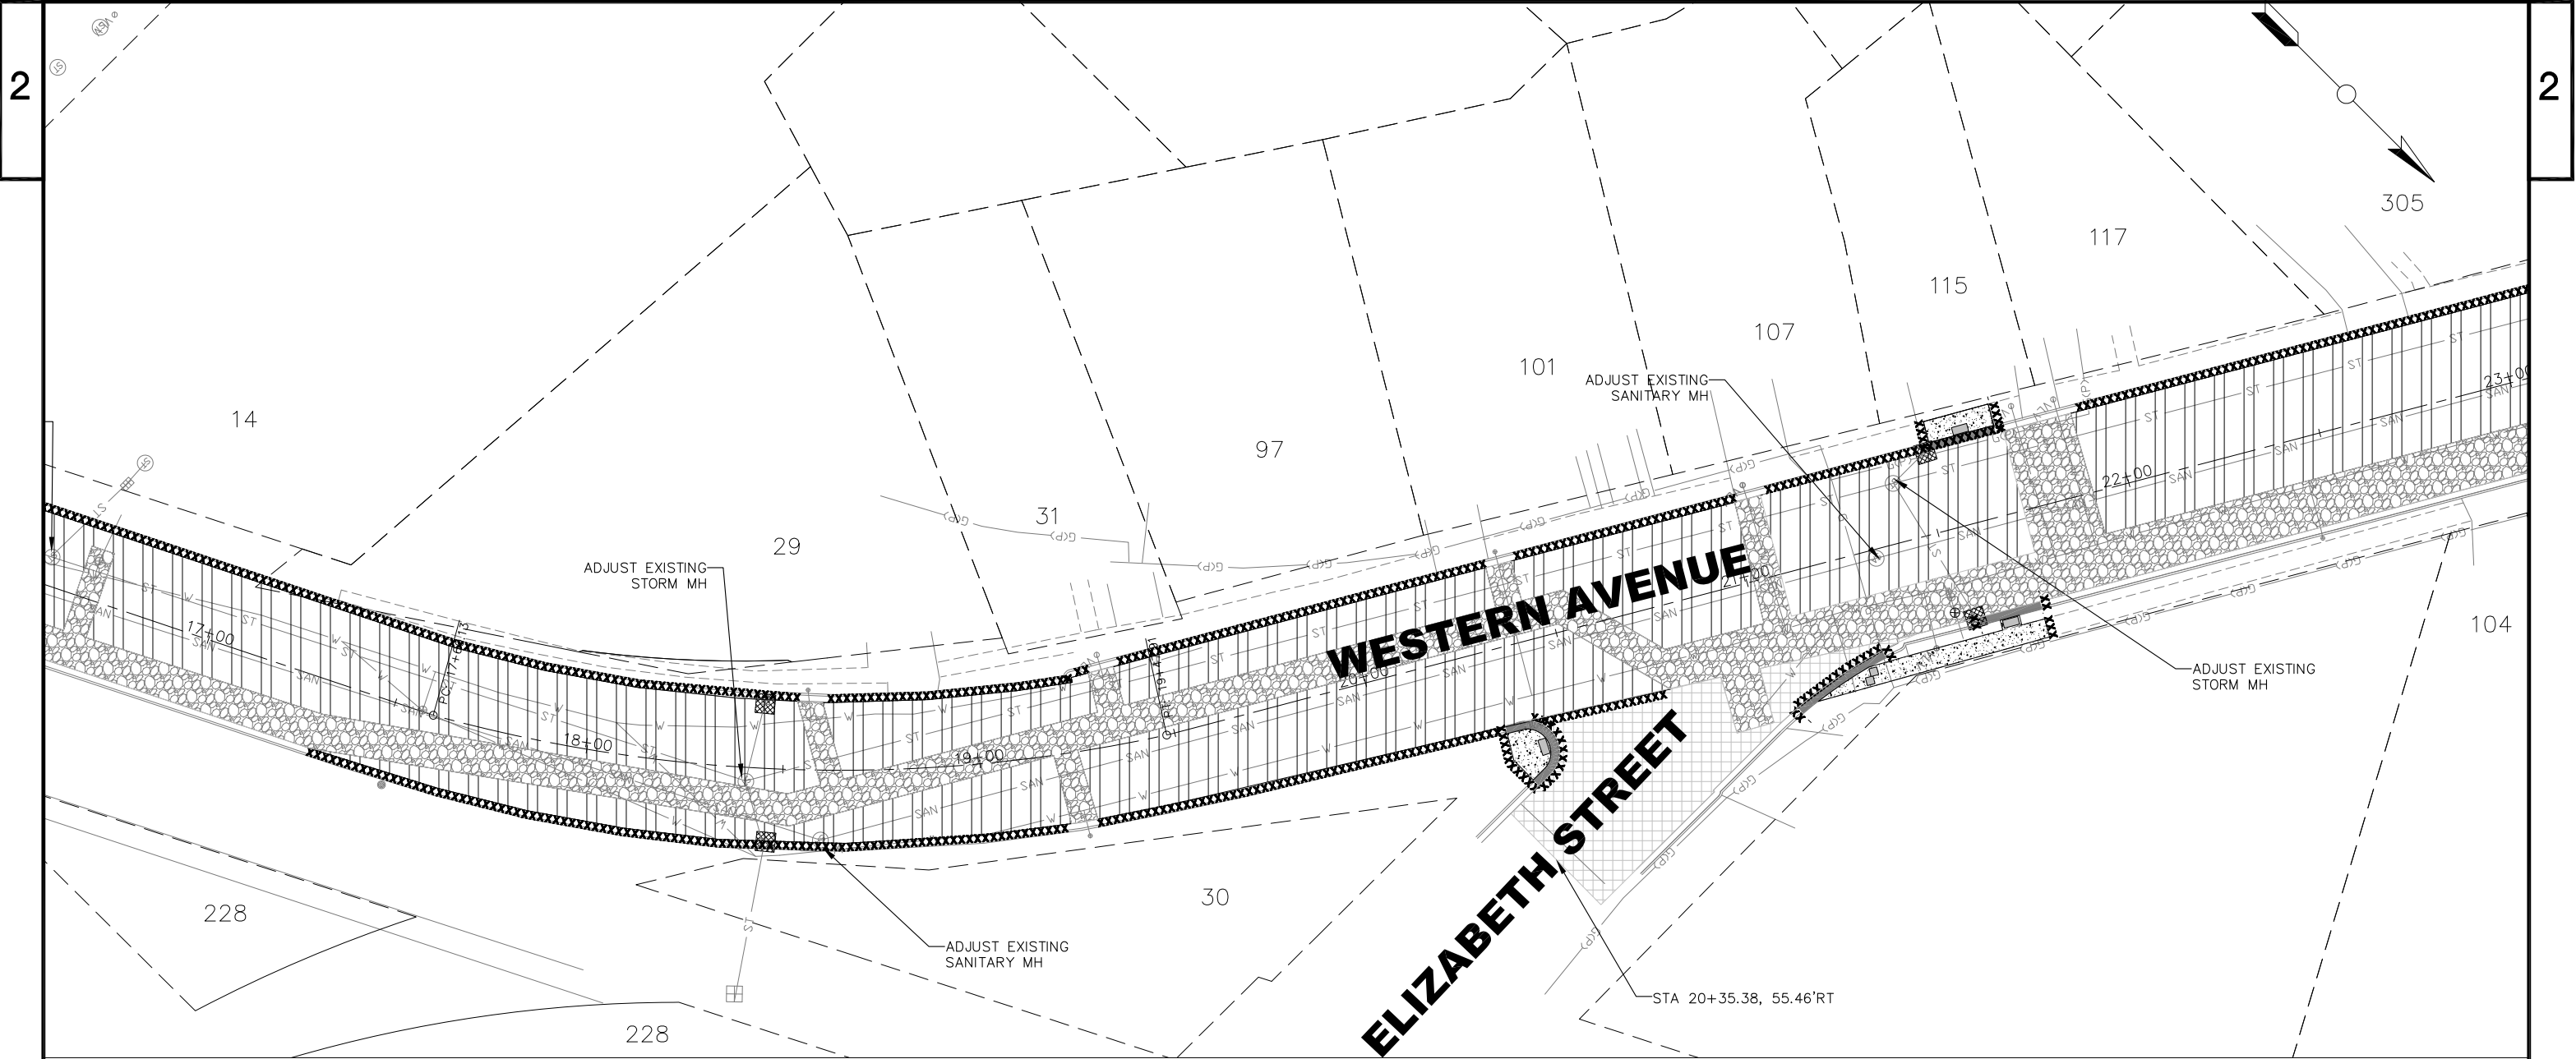 2
2
305
117
115
107
101
97
31
29
14
ADJUST EXISTING
SANITARY MH
ADJUST EXISTING
STORM MH
WESTERN AVENUE
17+00
18+00
19+00
20+00
21+00
22+00
ADJUST EXISTING
STORM MH
104
ELIZABETH STREET
30
228
228
ADJUST EXISTING
SANITARY MH
STA 20+35.38, 55.46'RT
ST
SAN
W
G(P)